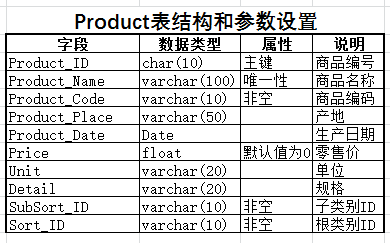 Product表结构和参数设置
字段 数据类型 属性 说明
Product_ID char(10) 主键 商品编号
Product_Name varchar(100) 唯一性 商品名称
Product_Code varchar(10) 非空 商品编码
Product_Place varchar(50) 产地
Product_Date Date 生产日期
Price float 默认值为0 零售价
Unit varchar(20) 单位
Detail varchar(20) 规格
SubSort_ID varchar(10) 非空 子类别ID
Sort_ID varchar(10) 非空 根类别ID